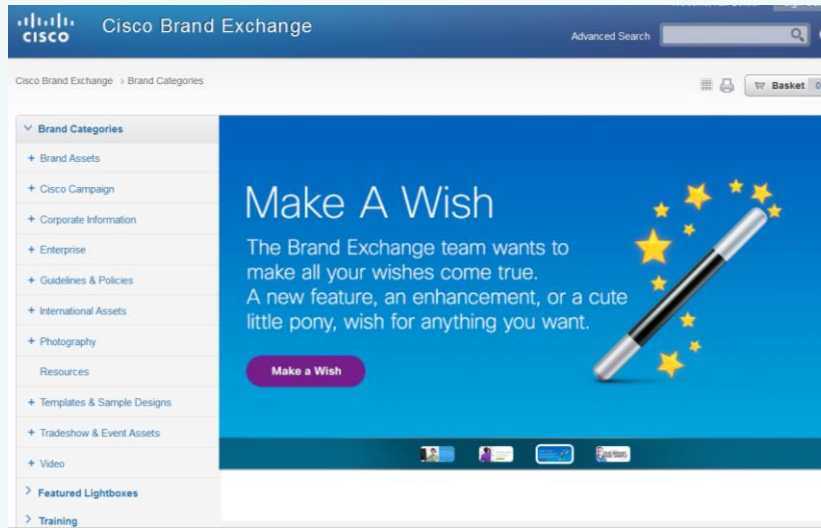 CISCO
Cisco Brand Exchange
Advanced Search
Cisco Brand Exchange > Brand Categories
Basket 0
Brand Categories
+ Brand Assets
+ Cisco Campaign
+ Corporate Information
+ Enterprise
+ Guidelines & Policies
+ International Assets
+ Photography
Resources
+ Templates & Sample Designs
+ Tradeshow & Event Assets
+ Video
> Featured Lightboxes
> Training
Make A Wish
The Brand Exchange team wants to
make all your wishes come true.
A new feature, an enhancement, or a cute
little pony, wish for anything you want.
Make a Wish